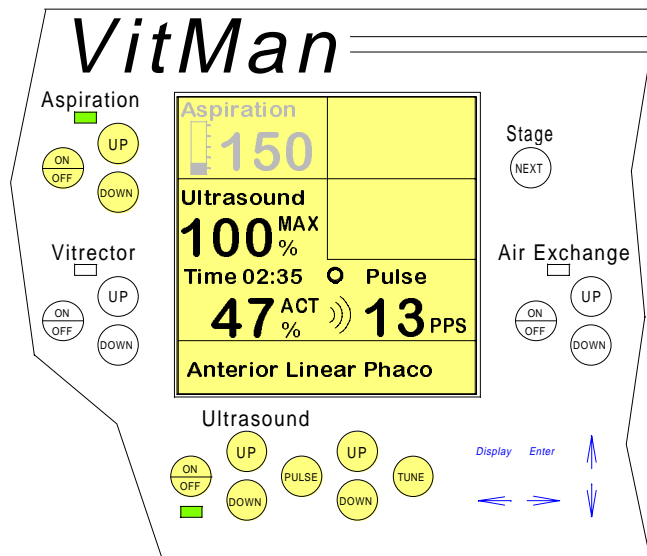 VitMan
Aspiration
ON
OFF
UP
DOWN
Aspiration
150
Stage
NEXT
Ultrasound
100 MAX %
Vitrector
ON
OFF
UP
DOWN
Time 02:35 Pulse
47 ACT % 13 PPS
Air Exchange
ON
OFF
UP
DOWN
Anterior Linear Phaco
Ultrasound
ON
OFF
UP
DOWN
PULSE
UP
DOWN
TUNE
Display Enter